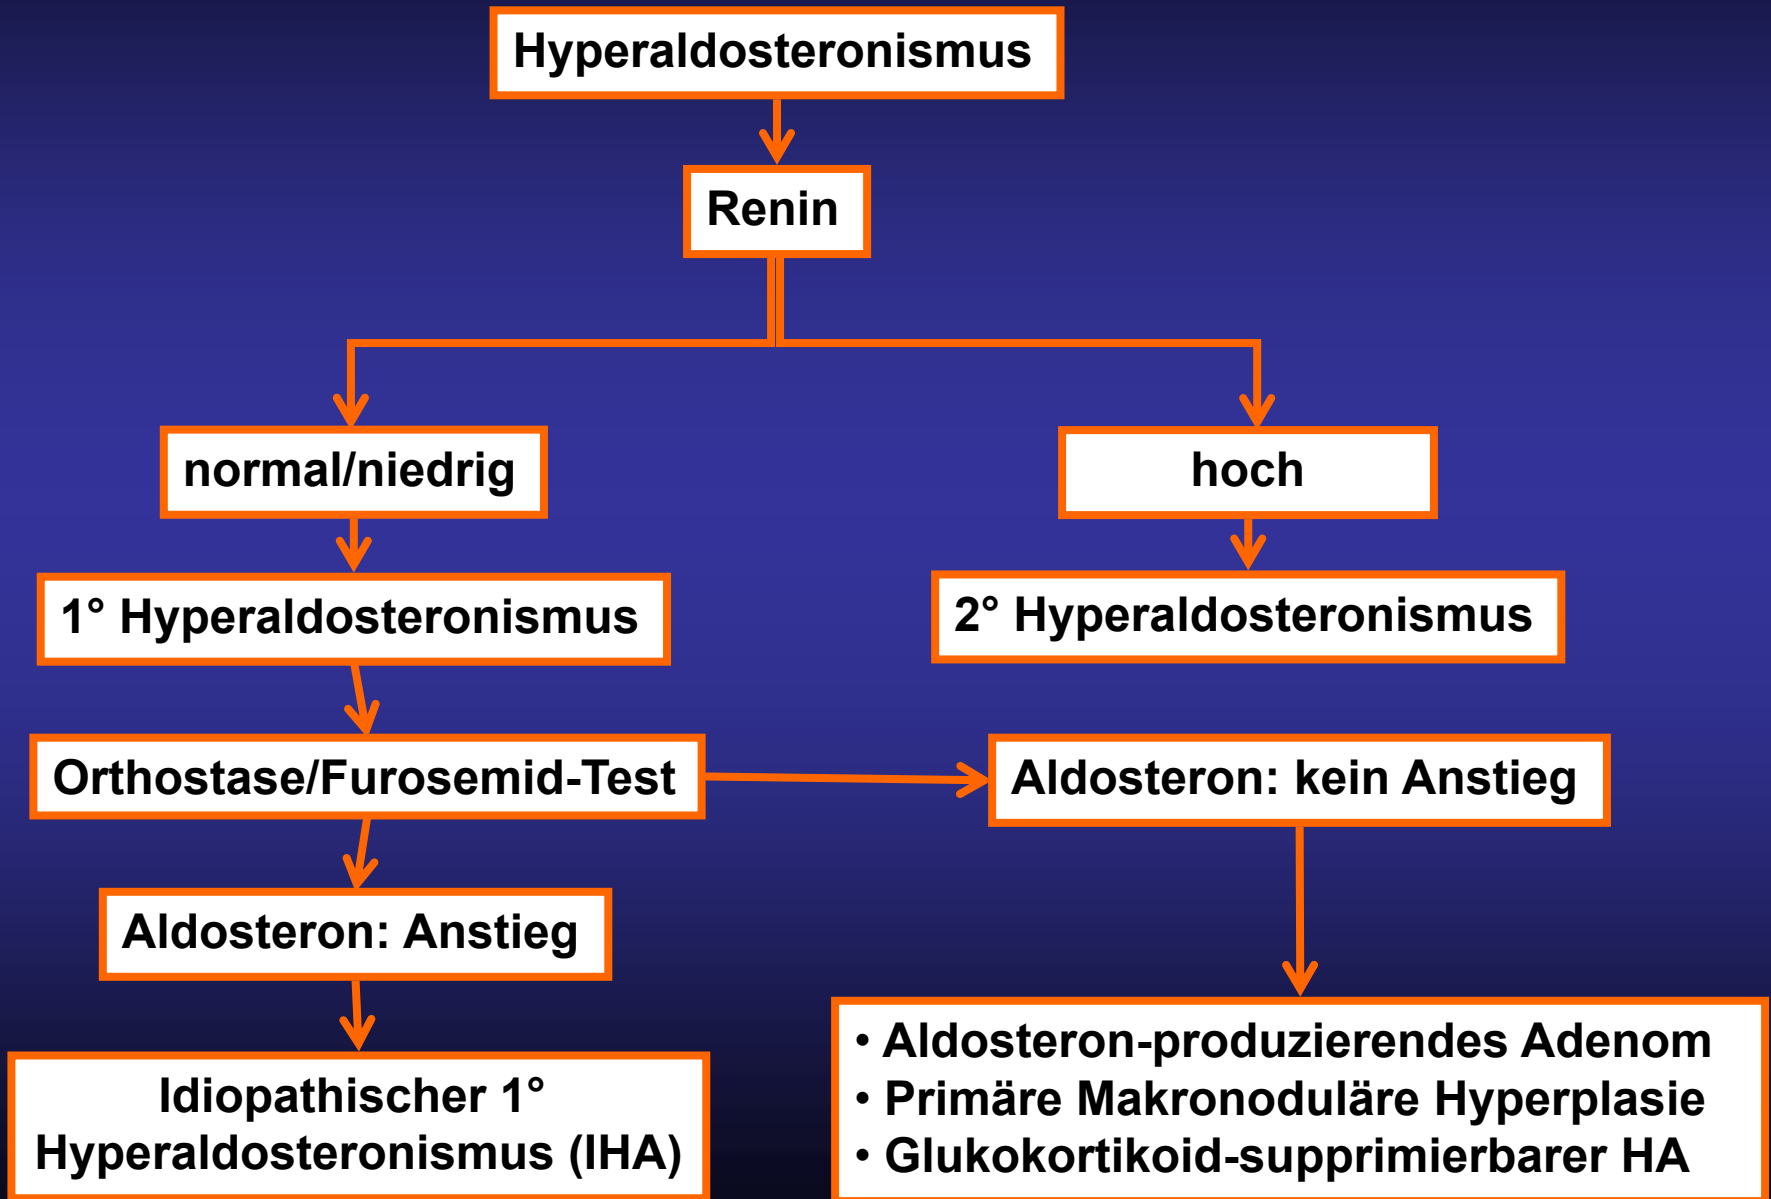 Hyperaldosteronismus
Renin
normal/niedrig
hoch
1° Hyperaldosteronismus
2° Hyperaldosteronismus
Orthostase/Furosemid-Test
Aldosteron: kein Anstieg
Aldosteron: Anstieg
Idiopathischer 1°
Hyperaldosteronismus (IHA)
• Aldosteron-produzierendes Adenom
• Primäre Makronoduläre Hyperplasie
• Glukokortikoid-supprimierbarer HA